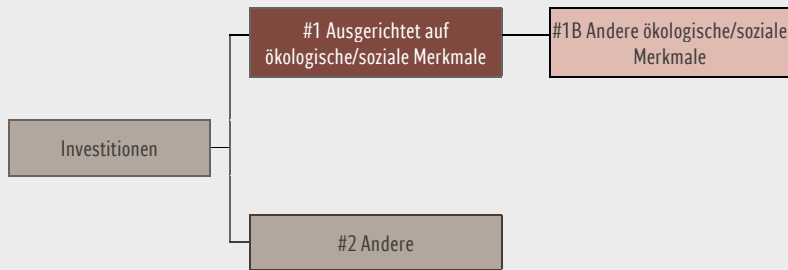 #1 Ausgerichtet auf
ökologische/soziale Merkmale
#1B Andere ökologische/soziale
Merkmale
Investitionen
#2 Andere